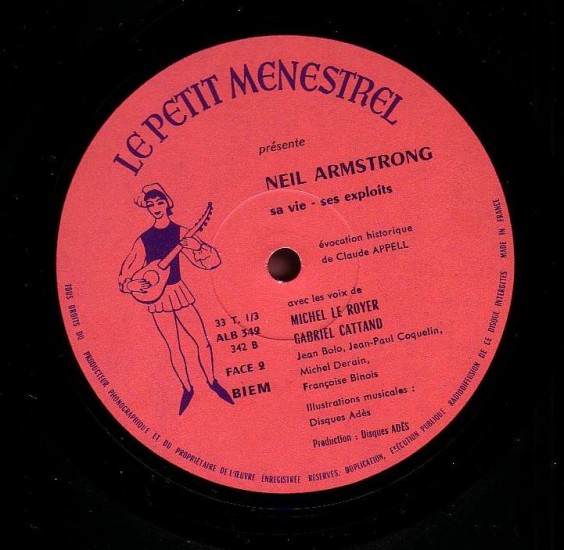 LE PETIT MENESTREL
présente
NEIL ARMSTRONG
sa vie - ses exploits
évocation historique
de Claude APPELL
avec les voix de
MICHEL LE ROYER
GABRIEL CATTAND
Jean Bolo, Jean-Paul Coquelin,
Michel Derain,
Françoise Binois
Illustrations musicales :
Disques Adès
Production : Disques ADÈS
33 T. 1/3
ALB 349
342 B
FACE 2
BIEM
TOUS DROITS DU PRODUCTEUR PHONOGRAPHIQUE ET DU PROPRIÉTAIRE DE L'ŒUVRE ENREGISTRÉE RÉSERVÉS. DUPLICATION, EXÉCUTION PUBLIQUE RADIODIFFUSION DE CE DISQUE INTERDITES MADE IN FRANCE